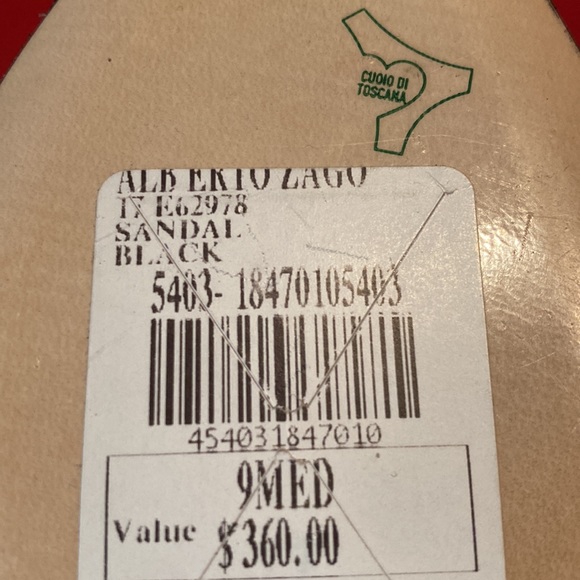 CUOIO DI
TOSCANA
ALBERTO ZAGO
17 E62978
SANDAL
BLACK
5403- 18470105403
454031847010
9MED
Value $360.00